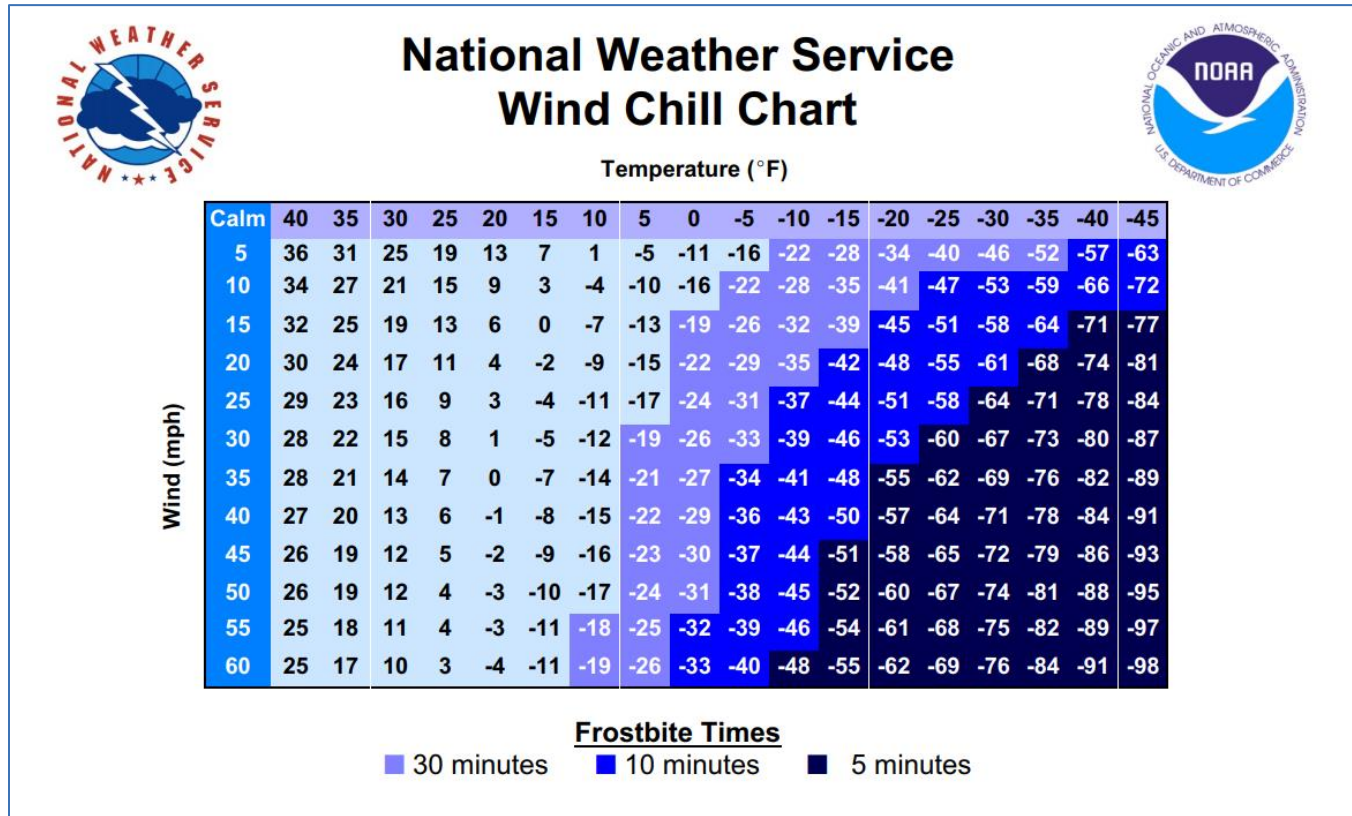 NATIONAL WEATHER SERVICE
National Weather Service
Wind Chill Chart
NATIONAL OCEANIC AND ATMOSPHERIC ADMINISTRATION
NOAA
U.S. DEPARTMENT OF COMMERCE
Temperature (°F)
Calm 40 35 30 25 20 15 10 5 0 -5 -10 -15 -20 -25 -30 -35 -40 -45
5 36 31 25 19 13 7 1 -5 -11 -16 -22 -28 -34 -40 -46 -52 -57 -63
10 34 27 21 15 9 3 -4 -10 -16 -22 -28 -35 -41 -47 -53 -59 -66 -72
15 32 25 19 13 6 0 -7 -13 -19 -26 -32 -39 -45 -51 -58 -64 -71 -77
20 30 24 17 11 4 -2 -9 -15 -22 -29 -35 -42 -48 -55 -61 -68 -74 -81
25 29 23 16 9 3 -4 -11 -17 -24 -31 -37 -44 -51 -58 -64 -71 -78 -84
30 28 22 15 8 1 -5 -12 -19 -26 -33 -39 -46 -53 -60 -67 -73 -80 -87
35 28 21 14 7 0 -7 -14 -21 -27 -34 -41 -48 -55 -62 -69 -76 -82 -89
40 27 20 13 6 -1 -8 -15 -22 -29 -36 -43 -50 -57 -64 -71 -78 -84 -91
45 26 19 12 5 -2 -9 -16 -23 -30 -37 -44 -51 -58 -65 -72 -79 -86 -93
50 26 19 12 4 -3 -10 -17 -24 -31 -38 -45 -52 -60 -67 -74 -81 -88 -95
55 25 18 11 4 -3 -11 -18 -25 -32 -39 -46 -54 -61 -68 -75 -82 -89 -97
60 25 17 10 3 -4 -11 -19 -26 -33 -40 -48 -55 -62 -69 -76 -84 -91 -98
Wind (mph)
Frostbite Times
30 minutes 10 minutes 5 minutes